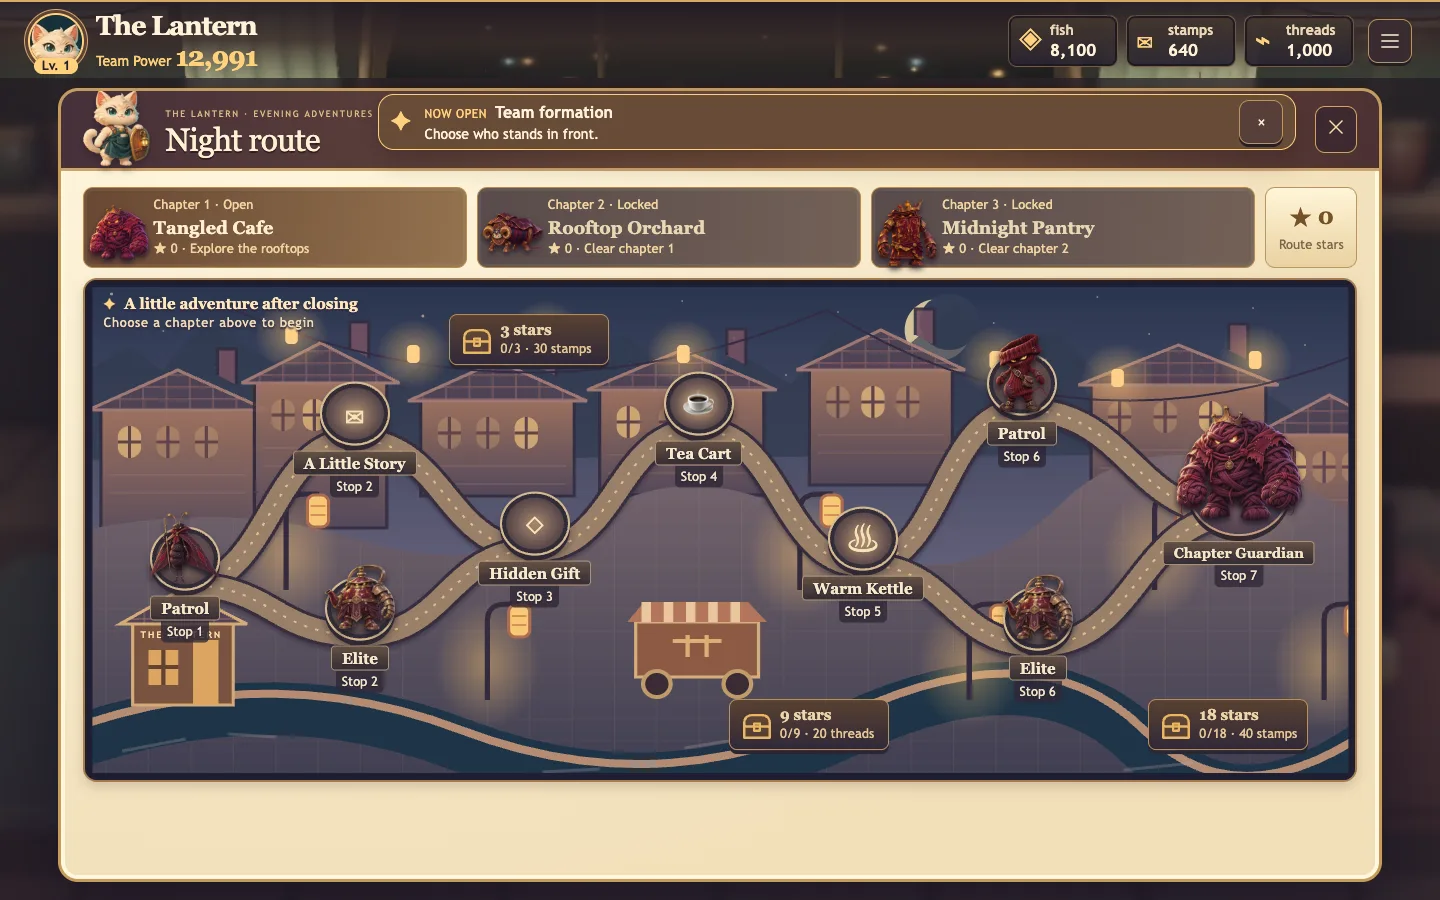 The Lantern
Lv. 1
Team Power 12,991
fish
8,100
stamps
640
threads
1,000
THE LANTERN · EVENING ADVENTURES
Night route
NOW OPEN Team formation
Choose who stands in front.
×
Chapter 1 · Open
Tangled Cafe
★ 0 · Explore the rooftops
Chapter 2 · Locked
Rooftop Orchard
★ 0 · Clear chapter 1
Chapter 3 · Locked
Midnight Pantry
★ 0 · Clear chapter 2
★ 0
Route stars
A little adventure after closing
Choose a chapter above to begin
3 stars
0/3 · 30 stamps
A Little Story
Stop 2
Tea Cart
Stop 4
Patrol
Stop 6
Hidden Gift
Stop 3
Warm Kettle
Stop 5
Chapter Guardian
Stop 7
Patrol
Stop 1
Elite
Stop 2
Elite
Stop 6
9 stars
0/9 · 20 threads
18 stars
0/18 · 40 stamps